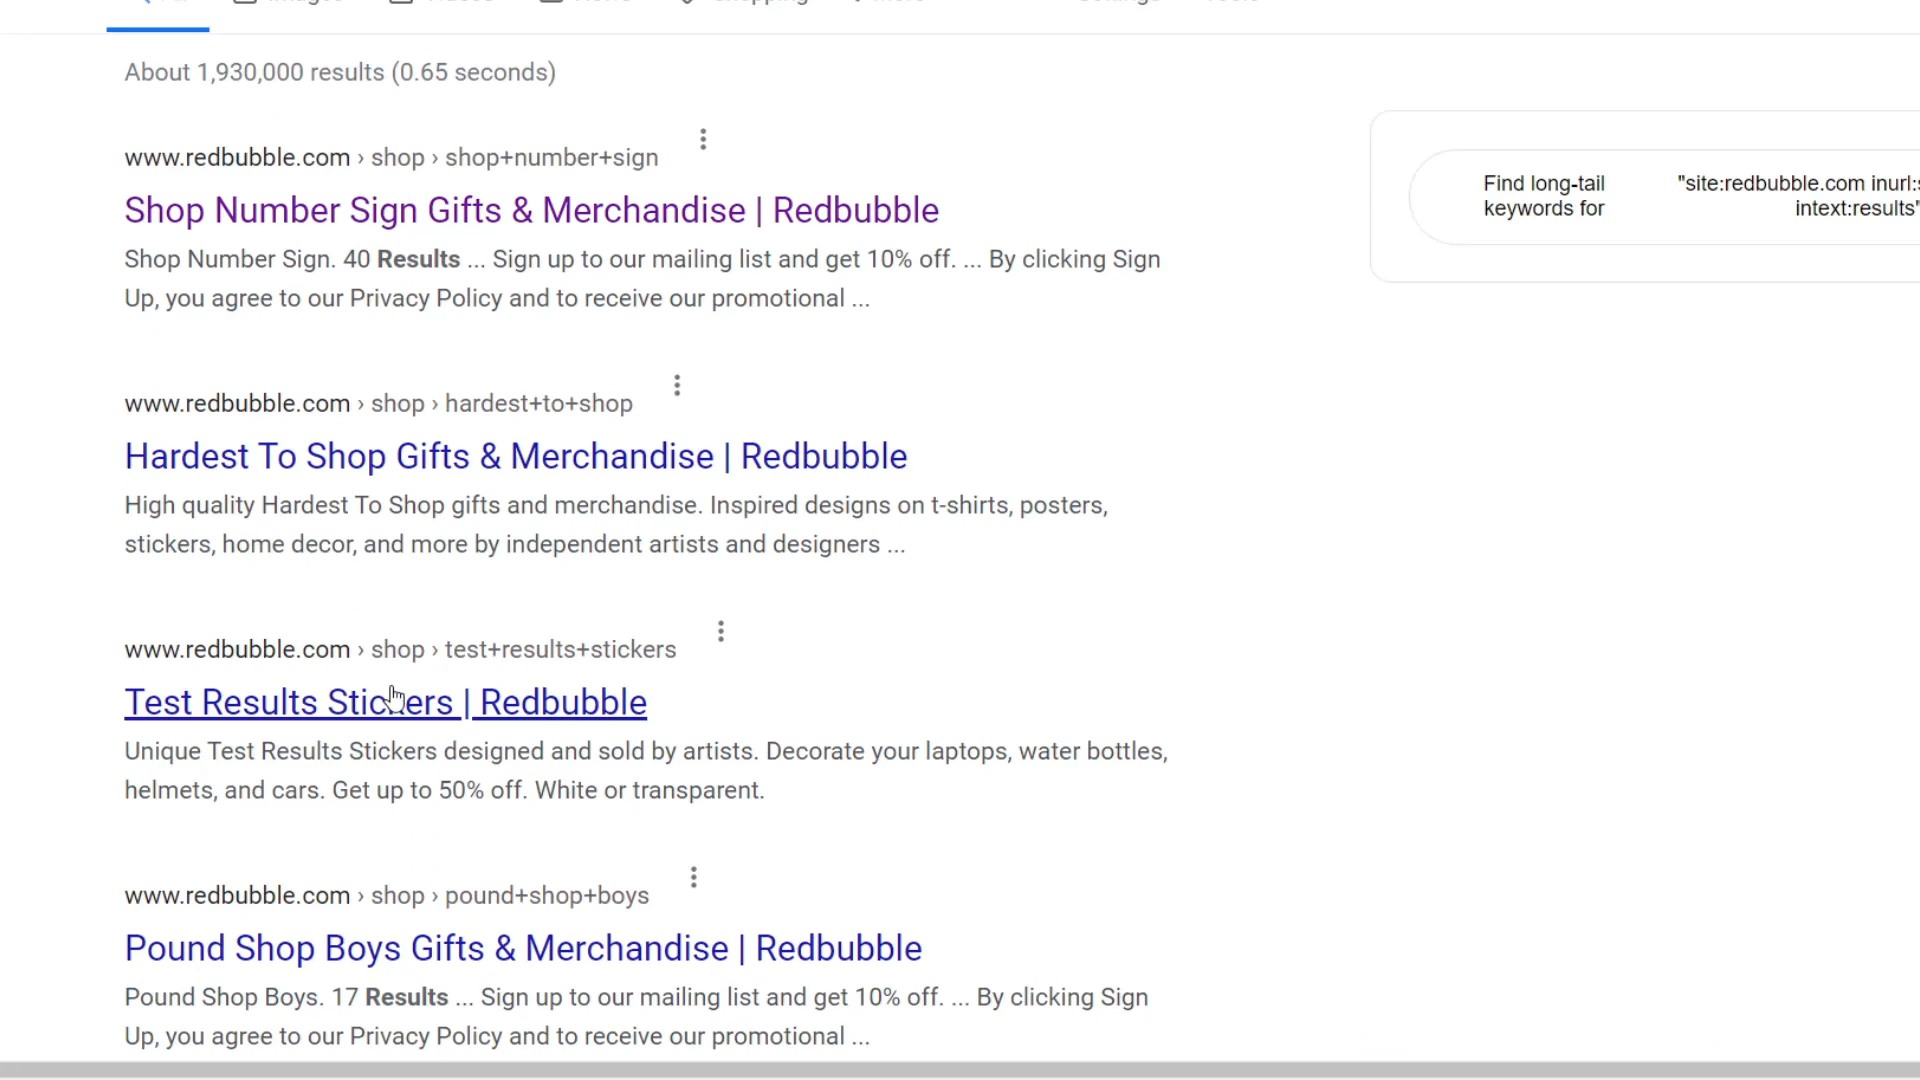 About 1,930,000 results (0.65 seconds)
www.redbubble.com › shop › shop+number+sign
Shop Number Sign Gifts & Merchandise | Redbubble
Shop Number Sign. 40 Results ... Sign up to our mailing list and get 10% off. ... By clicking Sign
Up, you agree to our Privacy Policy and to receive our promotional ...
www.redbubble.com › shop › hardest+to+shop
Hardest To Shop Gifts & Merchandise | Redbubble
High quality Hardest To Shop gifts and merchandise. Inspired designs on t-shirts, posters,
stickers, home decor, and more by independent artists and designers ...
www.redbubble.com › shop › test+results+stickers
Test Results Stickers | Redbubble
Unique Test Results Stickers designed and sold by artists. Decorate your laptops, water bottles,
helmets, and cars. Get up to 50% off. White or transparent.
www.redbubble.com › shop › pound+shop+boys
Pound Shop Boys Gifts & Merchandise | Redbubble
Pound Shop Boys. 17 Results ... Sign up to our mailing list and get 10% off. ... By clicking Sign
Up, you agree to our Privacy Policy and to receive our promotional ...
Find long-tail
keywords for
"site:redbubble.com inurl:s
intext:results"